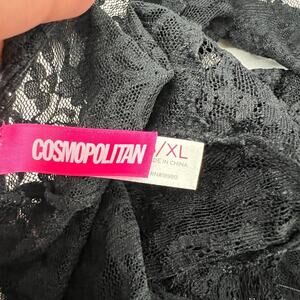 COSMOPOLITAN
/XL
DE IN CHINA